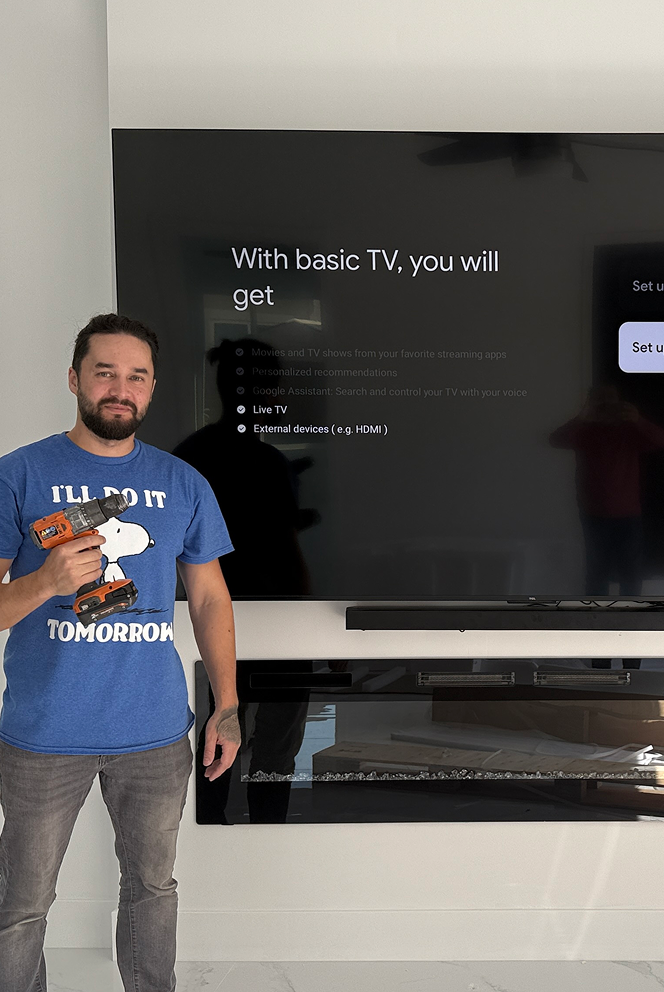 With basic TV, you will
get
Movies and TV shows from your favorite streaming apps
Personalized recommendations
Google Assistant: Search and control your TV with your voice
Live TV
External devices ( e.g. HDMI )
Set u
Set u
I'LL DO IT
TOMORROW
TCL